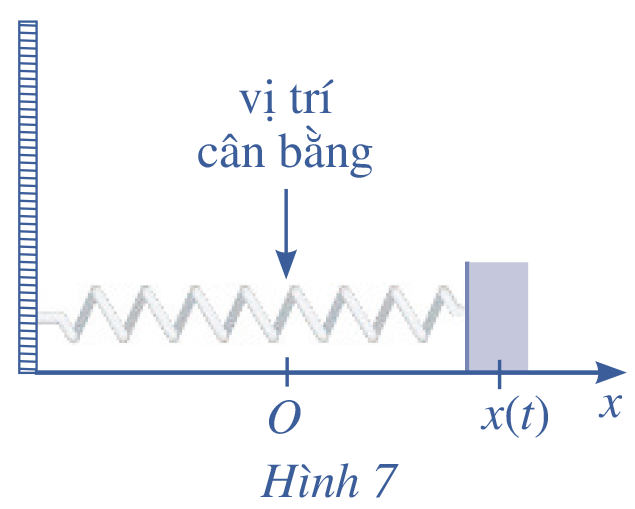 vị trí
cân bằng
O
x(t)
x
Hình 7